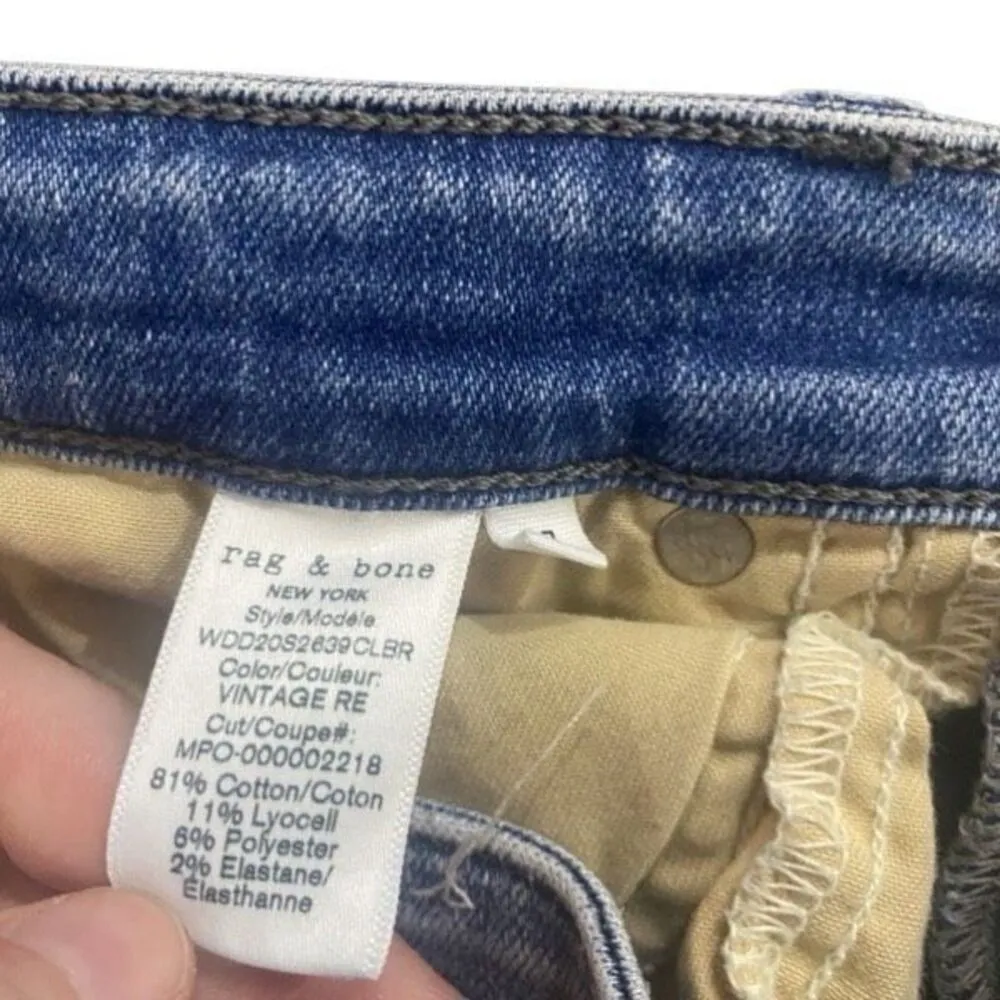 rag & bone
NEW YORK
Style/Modèle
WDD20S2639CLBR
Color/Couleur:
VINTAGE RE
Cut/Coupe#:
MPO-000002218
81% Cotton/Coton
11% Lyocell
6% Polyester
2% Elastane/
Élasthanne